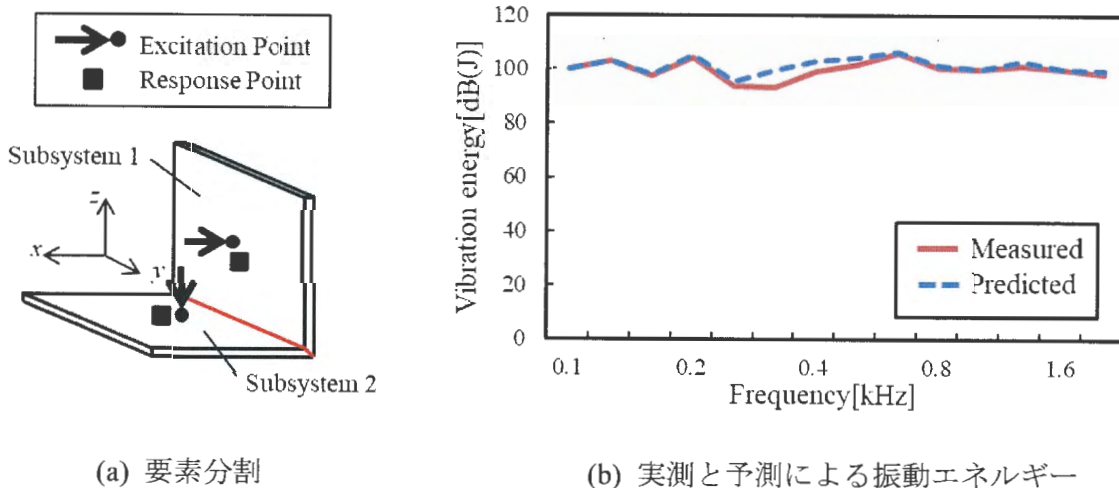 Excitation Point
Response Point
Subsystem 1
z
x
y
Subsystem 2
(a) 要素分割
120
100
80
60
40
20
0
Vibration energy[dB(J)]
Measured
Predicted
0.1 0.2 0.4 0.8 1.6
Frequency[kHz]
(b) 実測と予測による振動エネルギー